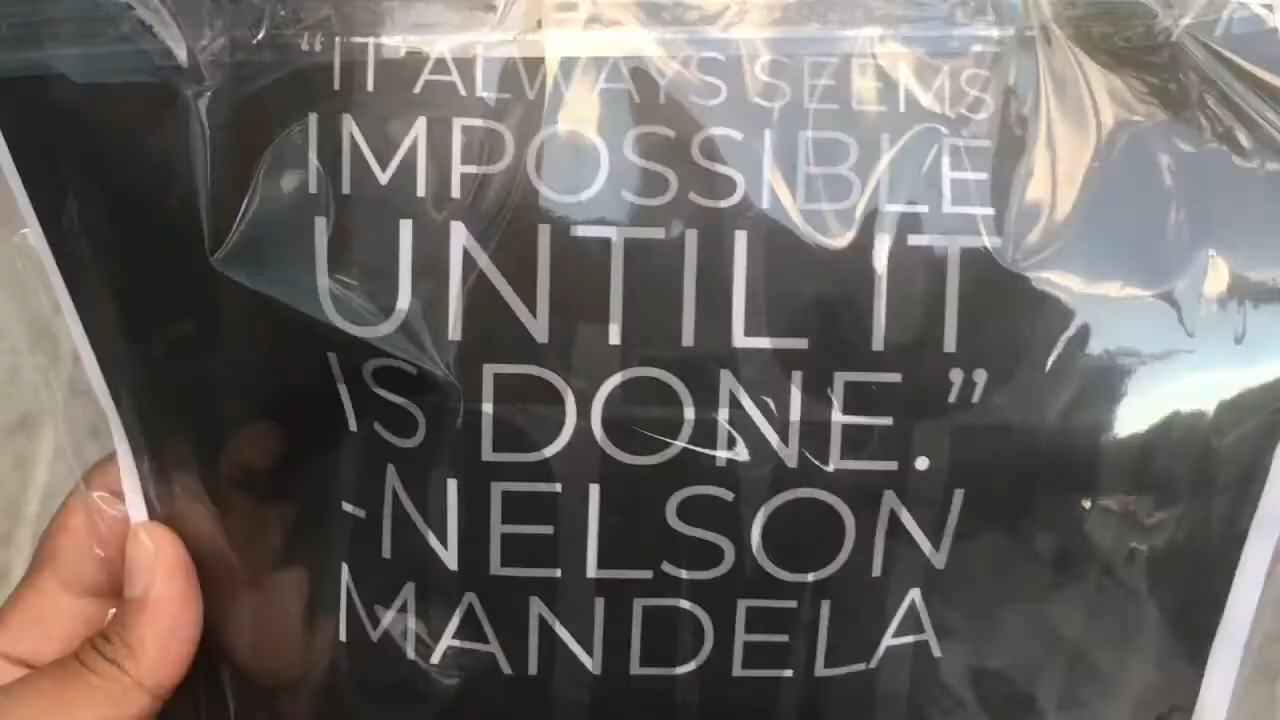 “IT ALWAYS SEEMS
IMPOSSIBLE
UNTIL IT
IS DONE.”
-NELSON
MANDELA